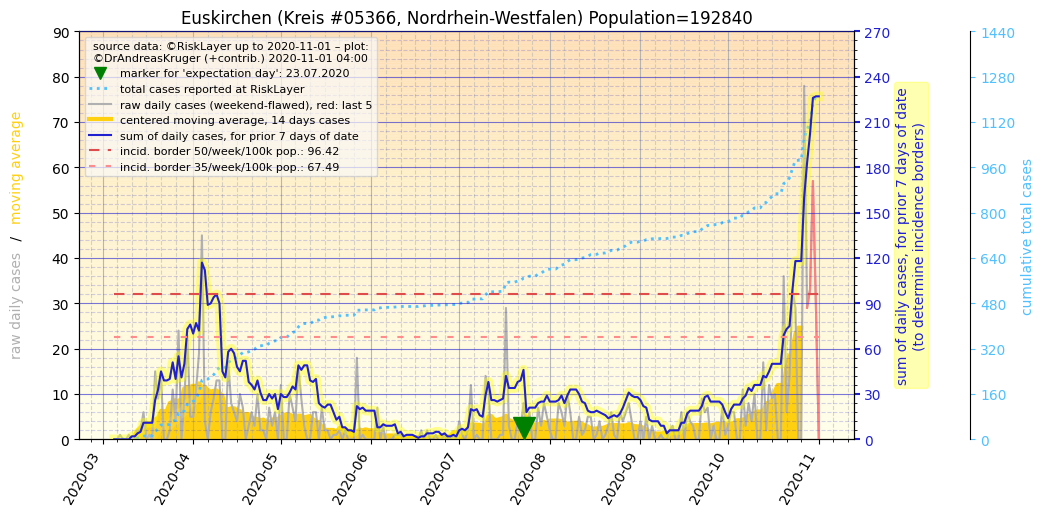 Euskirchen (Kreis #05366, Nordrhein-Westfalen) Population=192840
source data: ©RiskLayer up to 2020-11-01 – plot:
©DrAndreasKruger (+contrib.) 2020-11-01 04:00
marker for 'expectation day': 23.07.2020
total cases reported at RiskLayer
raw daily cases (weekend-flawed), red: last 5
centered moving average, 14 days cases
sum of daily cases, for prior 7 days of date
incid. border 50/week/100k pop.: 96.42
incid. border 35/week/100k pop.: 67.49
raw daily cases / moving average
90
80
70
60
50
40
30
20
10
0
2020-03
2020-04
2020-05
2020-06
2020-07
2020-08
2020-09
2020-10
2020-11
270
240
210
180
150
120
90
60
30
0
sum of daily cases, for prior 7 days of date
(to determine incidence borders)
1440
1280
1120
960
800
640
480
320
160
0
cumulative total cases